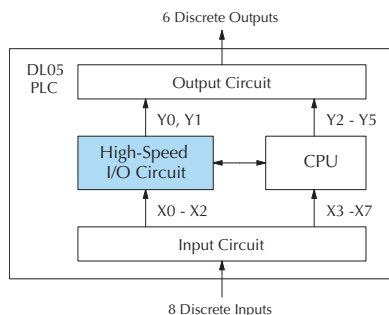 6 Discrete Outputs
DL05
PLC
Output Circuit
Y0, Y1
Y2 - Y5
High-Speed
I/O Circuit
CPU
X0 - X2
X3 -X7
Input Circuit
8 Discrete Inputs